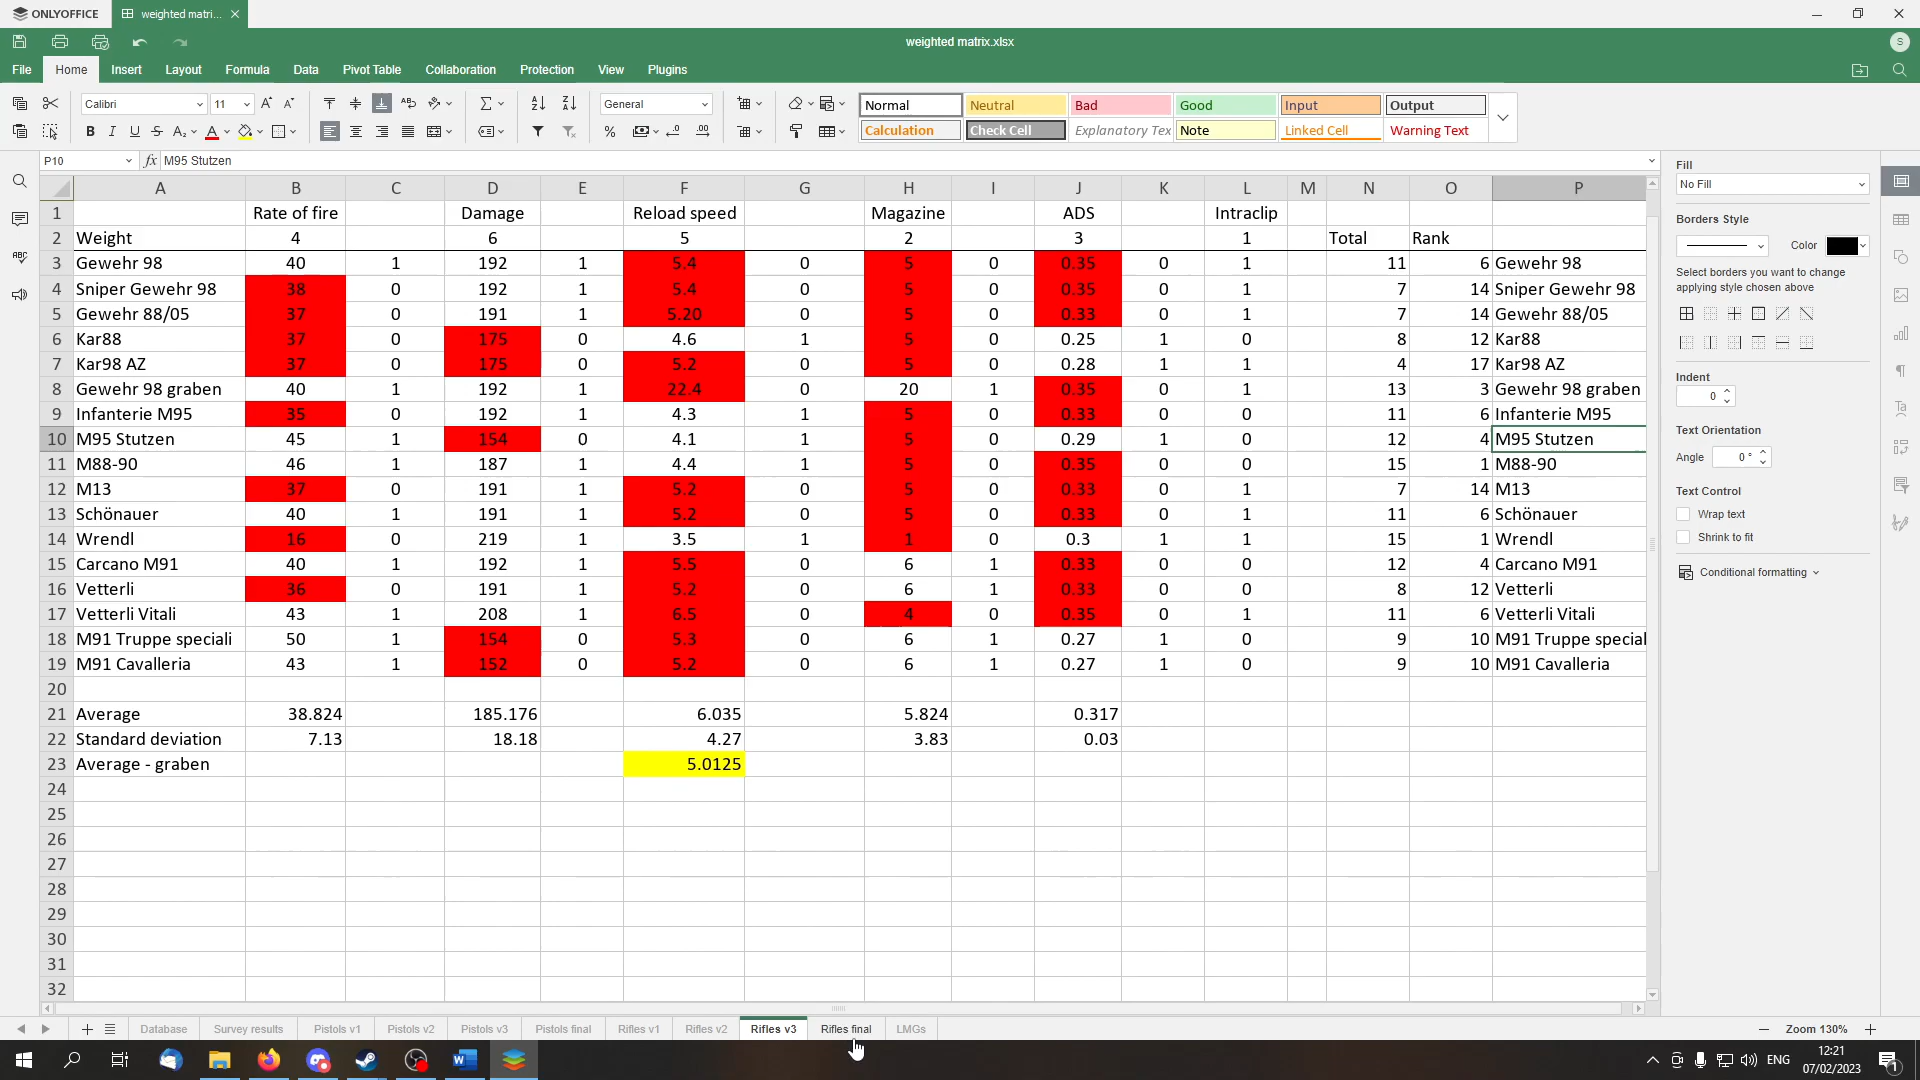 ONLYOFFICE weighted matri... ×
weighted matrix.xlsx S
File Home Insert Layout Formula Data Pivot Table Collaboration Protection View Plugins
Calibri 11 General Normal Neutral Bad Good Input Output
Calculation Check Cell Explanatory Tex Note Linked Cell Warning Text
P10 fx M95 Stutzen
A B C D E F G H I J K L M N O P
1 Rate of fire Damage Reload speed Magazine ADS Intraclip
2 Weight 4 6 5 2 3 1 Total Rank
3 Gewehr 98 40 1 192 1 5.4 0 5 0 0.35 0 1 11 6 Gewehr 98
4 Sniper Gewehr 98 38 0 192 1 5.4 0 5 0 0.35 0 1 7 14 Sniper Gewehr 98
5 Gewehr 88/05 37 0 191 1 5.20 0 5 0 0.33 0 1 7 14 Gewehr 88/05
6 Kar88 37 0 175 0 4.6 1 5 0 0.25 1 0 8 12 Kar88
7 Kar98 AZ 37 0 175 0 5.2 0 5 0 0.28 1 1 4 17 Kar98 AZ
8 Gewehr 98 graben 40 1 192 1 22.4 0 20 1 0.35 0 1 13 3 Gewehr 98 graben
9 Infanterie M95 35 0 192 1 4.3 1 5 0 0.33 0 0 11 6 Infanterie M95
10 M95 Stutzen 45 1 154 0 4.1 1 5 0 0.29 1 0 12 4 M95 Stutzen
11 M88-90 46 1 187 1 4.4 1 5 0 0.35 0 0 15 1 M88-90
12 M13 37 0 191 1 5.2 0 5 0 0.33 0 1 7 14 M13
13 Schönauer 40 1 191 1 5.2 0 5 0 0.33 0 1 11 6 Schönauer
14 Wrendl 16 0 219 1 3.5 1 1 0 0.3 1 1 15 1 Wrendl
15 Carcano M91 40 1 192 1 5.5 0 6 1 0.33 0 0 12 4 Carcano M91
16 Vetterli 36 0 191 1 5.2 0 6 1 0.33 0 0 8 12 Vetterli
17 Vetterli Vitali 43 1 208 1 6.5 0 4 0 0.35 0 1 11 6 Vetterli Vitali
18 M91 Truppe speciali 50 1 154 0 5.3 0 6 1 0.27 1 0 9 10 M91 Truppe special
19 M91 Cavalleria 43 1 152 0 5.2 0 6 1 0.27 1 0 9 10 M91 Cavalleria
20
21 Average 38.824 185.176 6.035 5.824 0.317
22 Standard deviation 7.13 18.18 4.27 3.83 0.03
23 Average - graben 5.0125
24
25
26
27
28
29
30
31
32
Fill
No Fill
Borders Style
Color
Select borders you want to change
applying style chosen above
Indent
0
Text Orientation
Angle 0 °
Text Control
Wrap text
Shrink to fit
Conditional formatting
Database Survey results Pistols v1 Pistols v2 Pistols v3 Pistols final Rifles v1 Rifles v2 Rifles v3 Rifles final LMGs Zoom 130%
ENG 12:21
07/02/2023 1